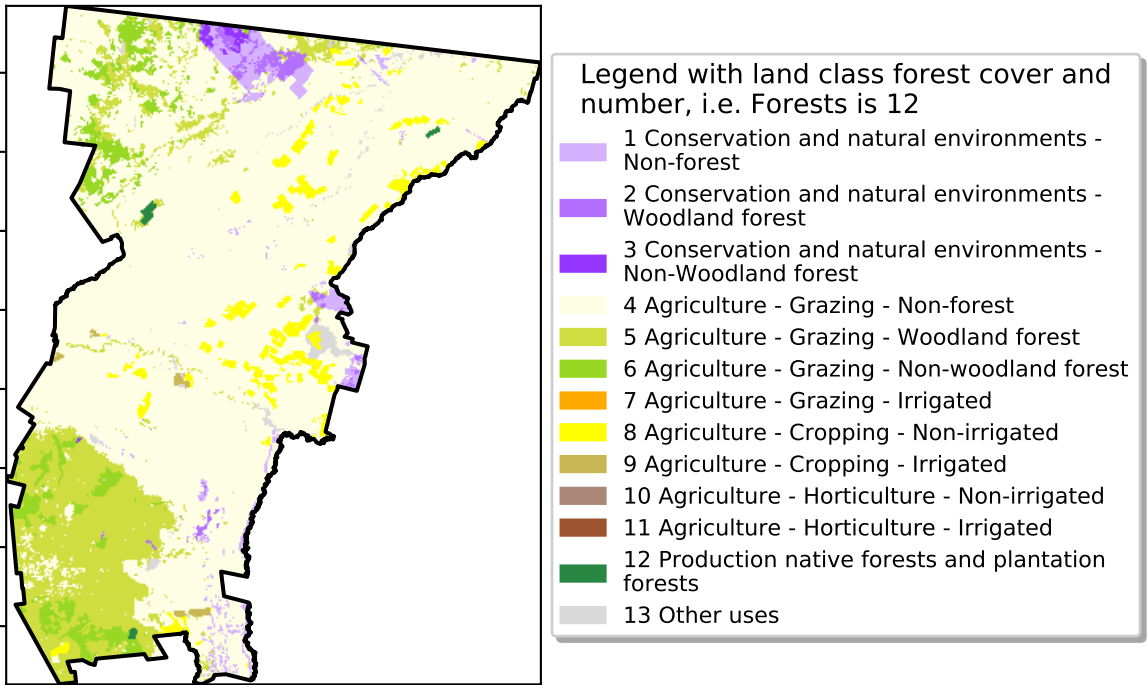 Legend with land class forest cover and
number, i.e. Forests is 12
1 Conservation and natural environments -
Non-forest
2 Conservation and natural environments -
Woodland forest
3 Conservation and natural environments -
Non-Woodland forest
4 Agriculture - Grazing - Non-forest
5 Agriculture - Grazing - Woodland forest
6 Agriculture - Grazing - Non-woodland forest
7 Agriculture - Grazing - Irrigated
8 Agriculture - Cropping - Non-irrigated
9 Agriculture - Cropping - Irrigated
10 Agriculture - Horticulture - Non-irrigated
11 Agriculture - Horticulture - Irrigated
12 Production native forests and plantation
forests
13 Other uses